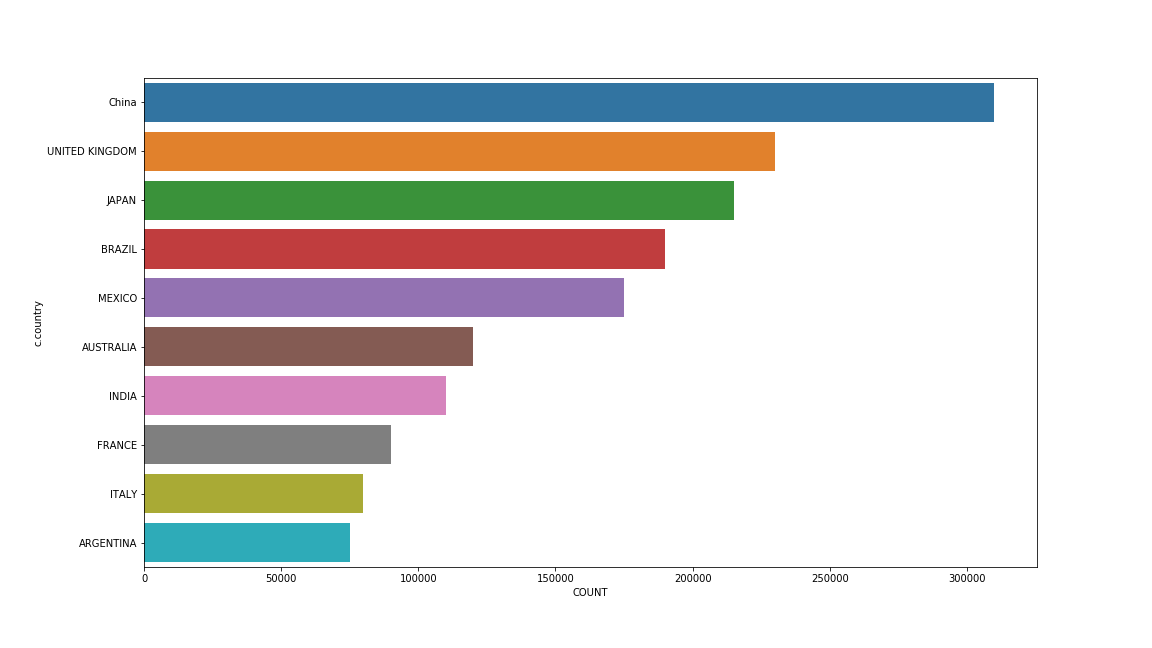 China
UNITED KINGDOM
JAPAN
BRAZIL
MEXICO
AUSTRALIA
INDIA
FRANCE
ITALY
ARGENTINA
c.country
0 50000 100000 150000 200000 250000 300000
COUNT